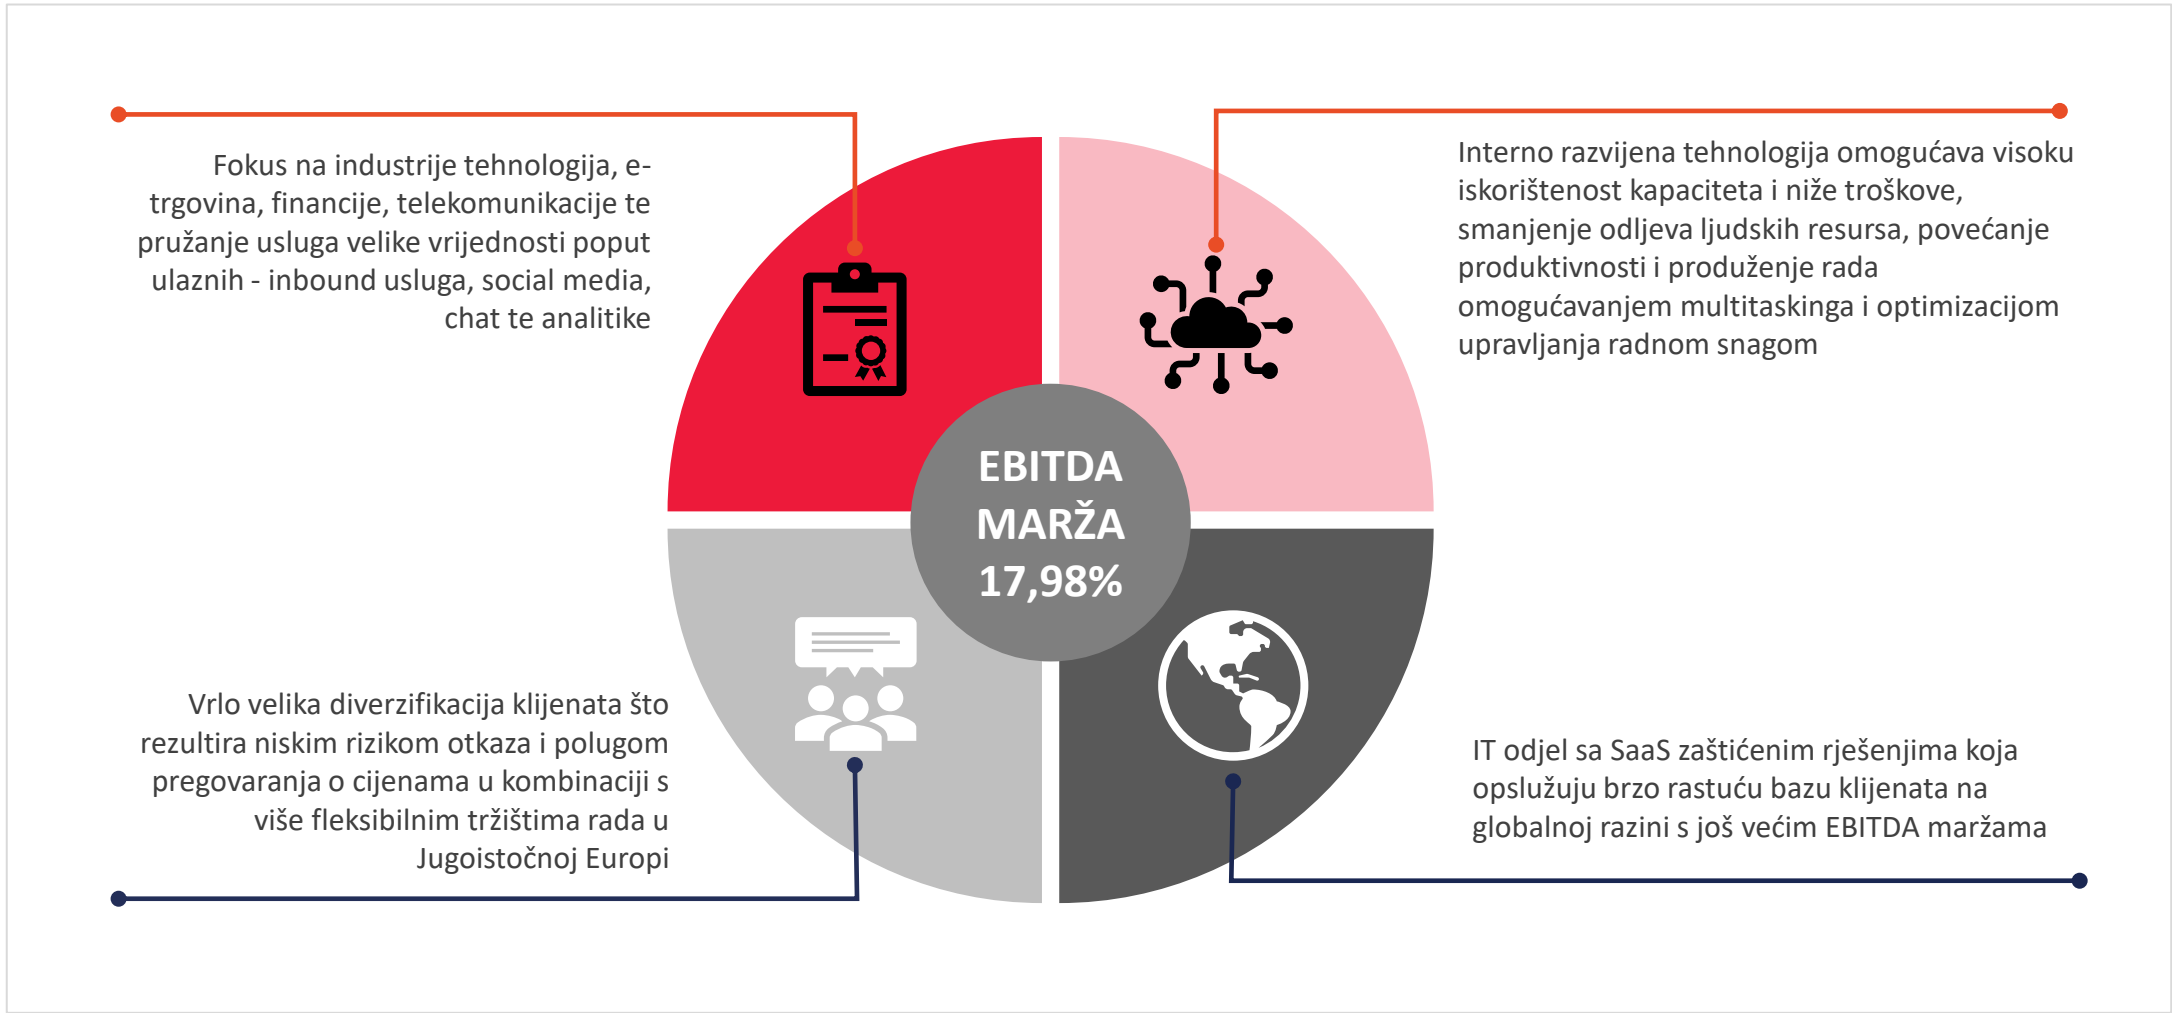 Fokus na industrije tehnologija, e-
trgovina, financije, telekomunikacije te
pružanje usluga velike vrijednosti poput
ulaznih - inbound usluga, social media,
chat te analitike
Interno razvijena tehnologija omogućava visoku
iskorištenost kapaciteta i niže troškove,
smanjenje odljeva ljudskih resursa, povećanje
produktivnosti i produženje rada
omogućavanjem multitaskinga i optimizacijom
upravljanja radnom snagom
EBITDA
MARŽA
17,98%
Vrlo velika diverzifikacija klijenata što
rezultira niskim rizikom otkaza i polugom
pregovaranja o cijenama u kombinaciji s
više fleksibilnim tržištima rada u
Jugoistočnoj Europi
IT odjel sa SaaS zaštićenim rješenjima koja
opslužuju brzo rastuću bazu klijenata na
globalnoj razini s još većim EBITDA maržama